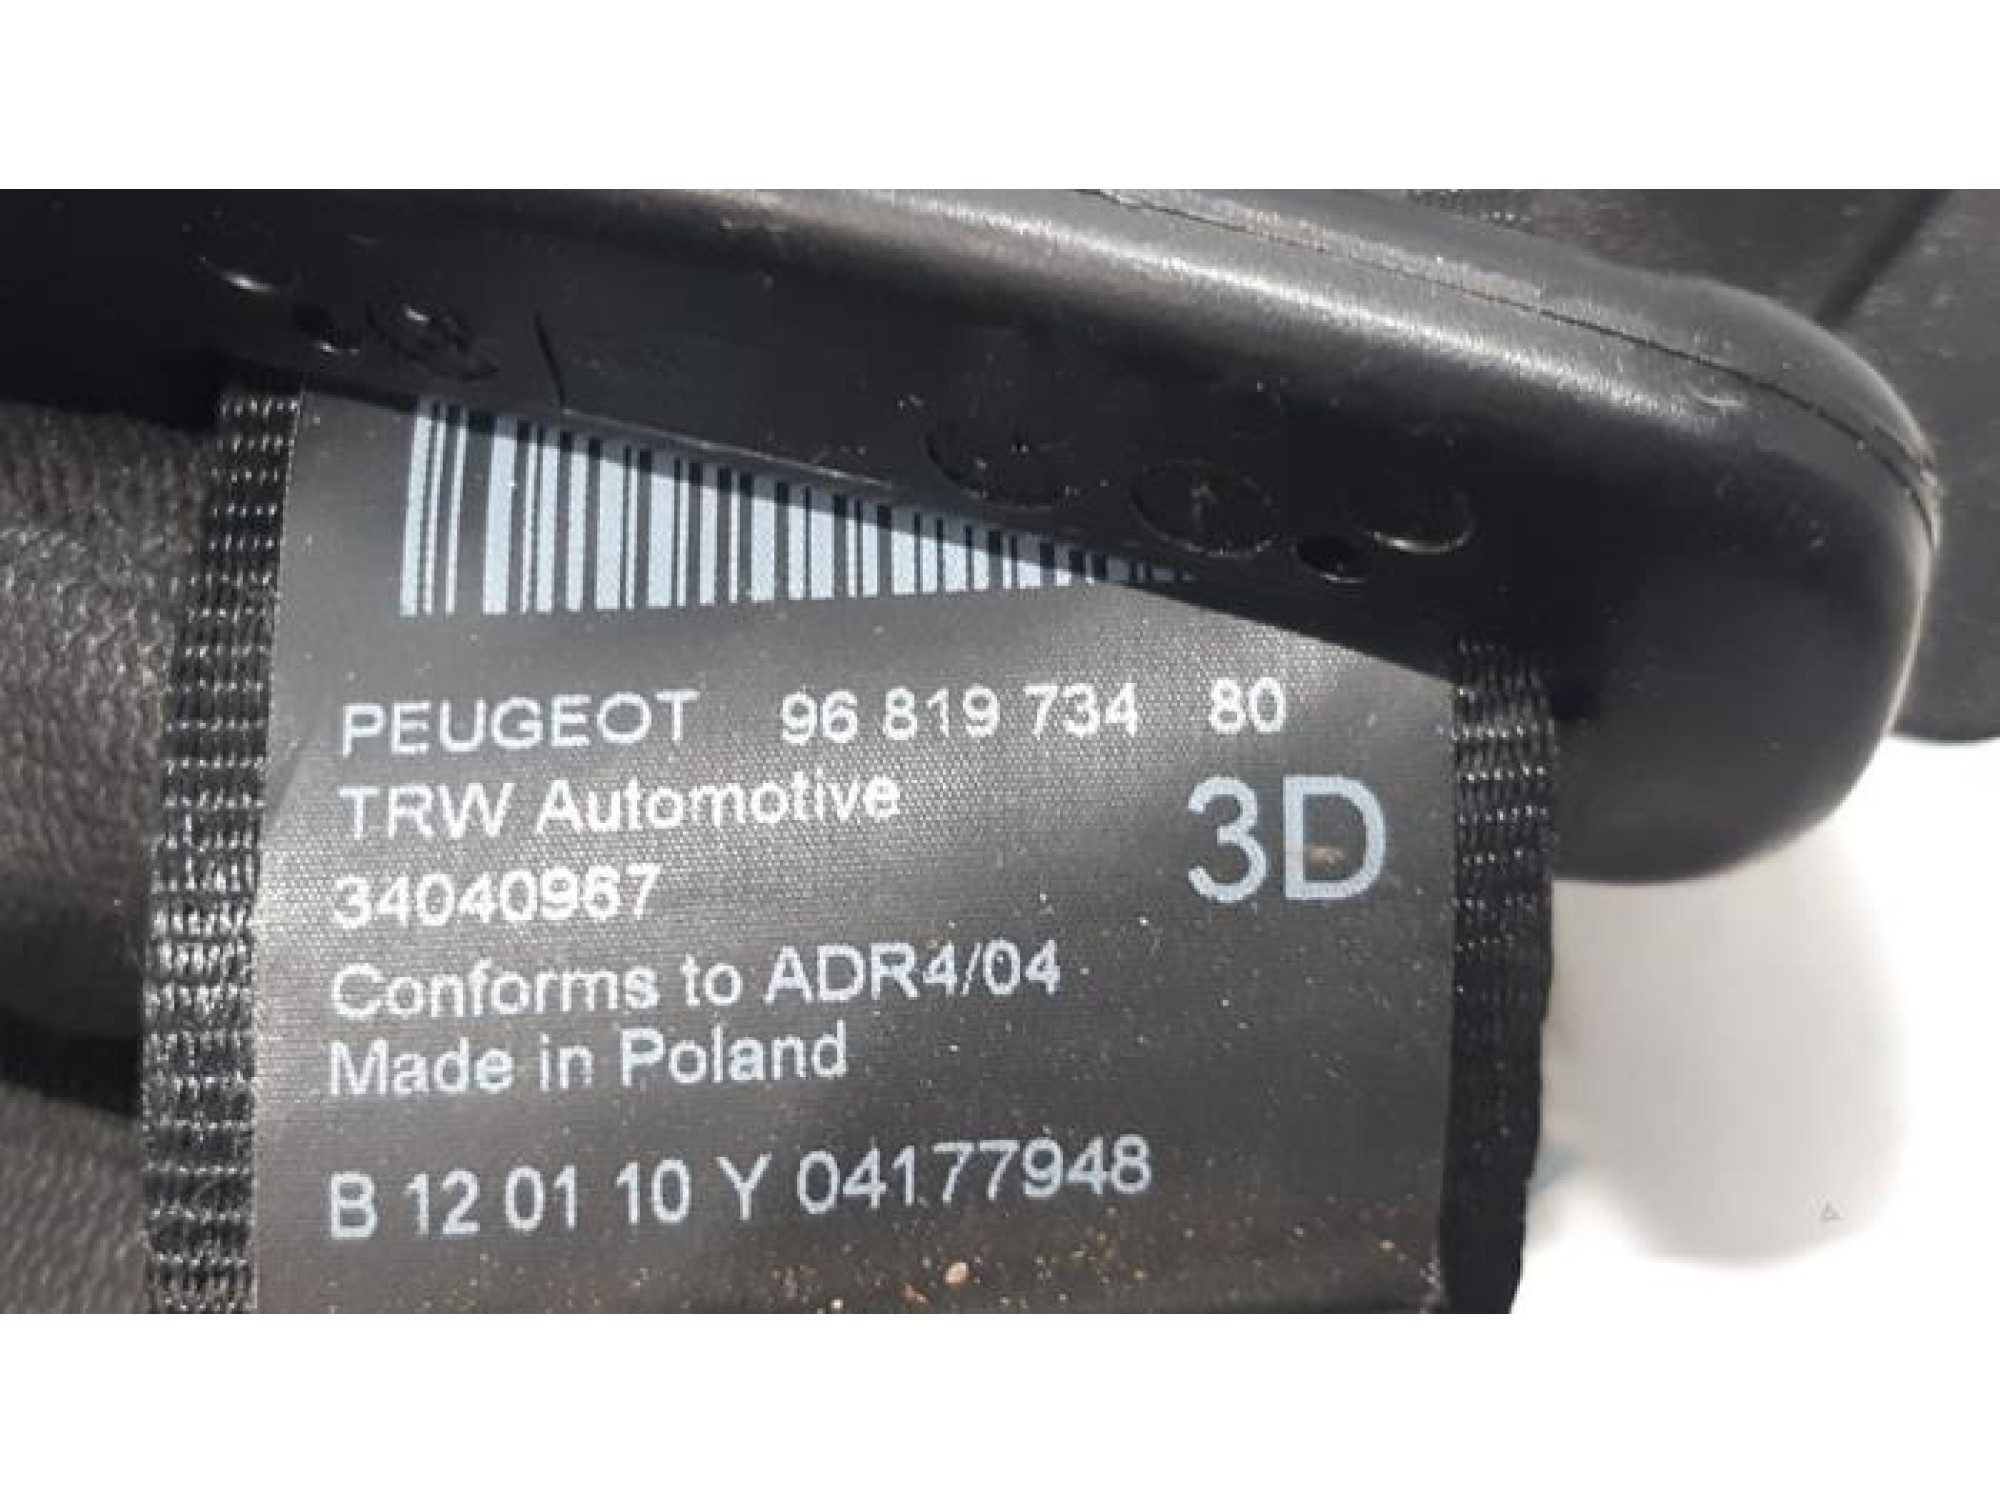 PEUGEOT 96 819 734 80
TRW Automotive 3D
34040967
Conforms to ADR4/04
Made in Poland
B 12 01 10 Y 04177948